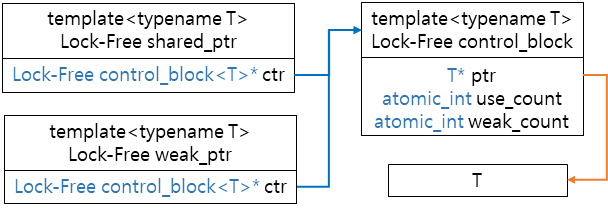 template<typename T>
Lock-Free shared_ptr
Lock-Free control_block<T>* ctr
template<typename T>
Lock-Free weak_ptr
Lock-Free control_block<T>* ctr
template<typename T>
Lock-Free control_block
T* ptr
atomic_int use_count
atomic_int weak_count
T